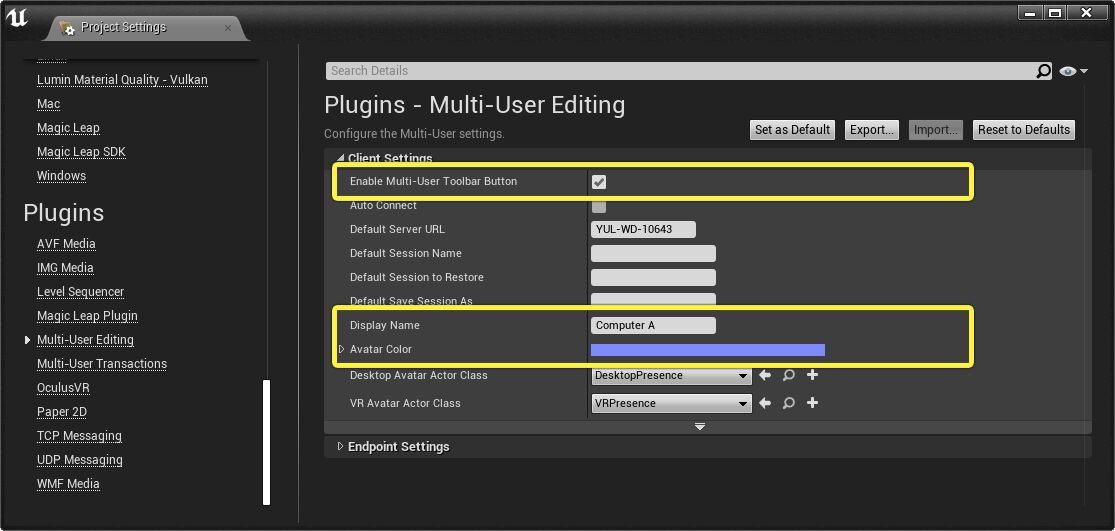 Project Settings
Lumin Material Quality - Vulkan
Mac
Magic Leap
Magic Leap SDK
Windows
Plugins
AVF Media
IMG Media
Level Sequencer
Magic Leap Plugin
Multi-User Editing
Multi-User Transactions
OculusVR
Paper 2D
TCP Messaging
UDP Messaging
WMF Media
Search Details
Plugins - Multi-User Editing
Configure the Multi-User settings.
Set as Default
Export...
Import...
Reset to Defaults
Client Settings
Enable Multi-User Toolbar Button
Auto Connect
Default Server URL YUL-WD-10643
Default Session Name
Default Session to Restore
Default Save Session As
Display Name Computer A
Avatar Color
Desktop Avatar Actor Class DesktopPresence
VR Avatar Actor Class VRPresence
Endpoint Settings